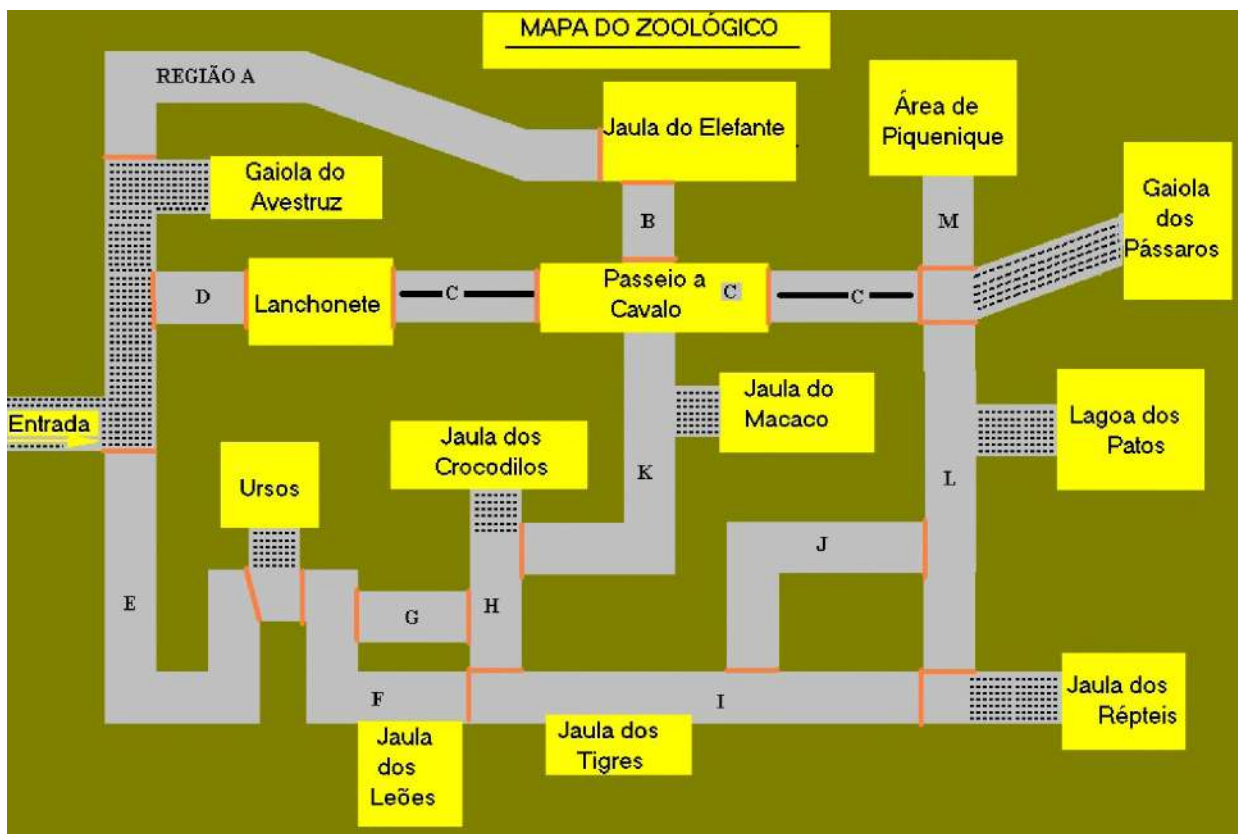 MAPA DO ZOOLÓGICO
REGIÃO A
Jaula do Elefante
Área de
Piquenique
Gaiola do
Avestruz
Gaiola
dos
Pássaros
B
M
D
Lanchonete
C
Passeio a
Cavalo
C
C
Entrada
Jaula do
Macaco
Lagoa dos
Patos
Jaula dos
Crocodilos
Ursos
K
L
J
E
G
H
F
I
Jaula dos
Répteis
Jaula
dos
Leões
Jaula dos
Tigres